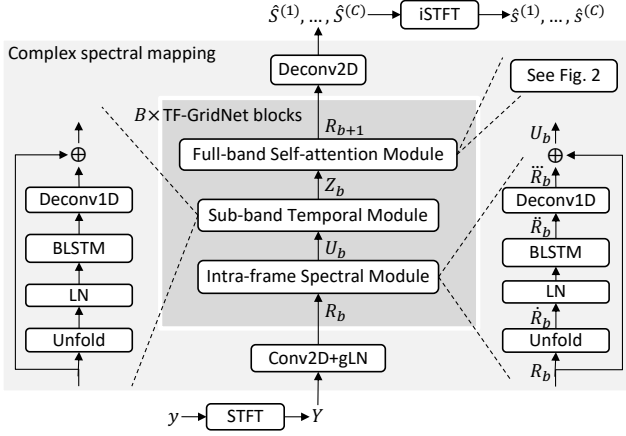 Ŝ⁽¹⁾, …, Ŝ⁽ᶜ⁾
iSTFT
ŝ⁽¹⁾, …, ŝ⁽ᶜ⁾
Complex spectral mapping
Deconv2D
See Fig. 2
B× TF-GridNet blocks
R_{b+1}
Full-band Self-attention Module
Z_b
Sub-band Temporal Module
U_b
Intra-frame Spectral Module
R_b
Conv2D+gLN
y
STFT
Y
⊕
Deconv1D
BLSTM
LN
Unfold
U_b
⊕
R⃛_b
Deconv1D
R̈_b
BLSTM
LN
Ṙ_b
Unfold
R_b